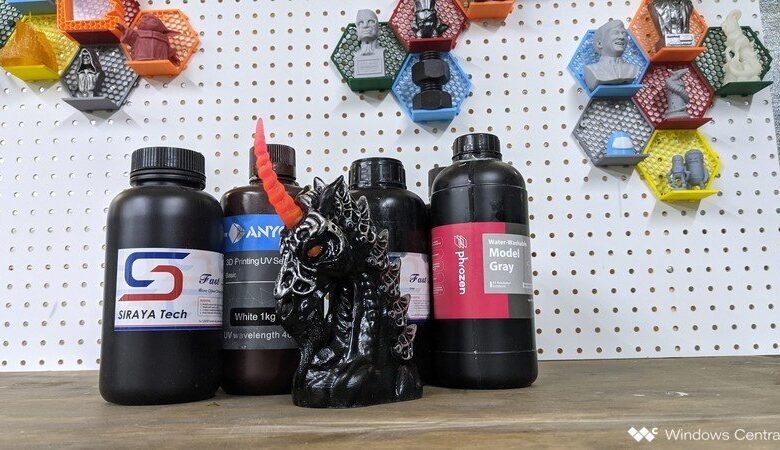 SIRAYA Tech
Fast
ANYC
3D Printing UV Se
Basic
White 1kg
UV wavelength 40
Fast
phrozen
Water-Washable
Model
Gray
Windows Centra